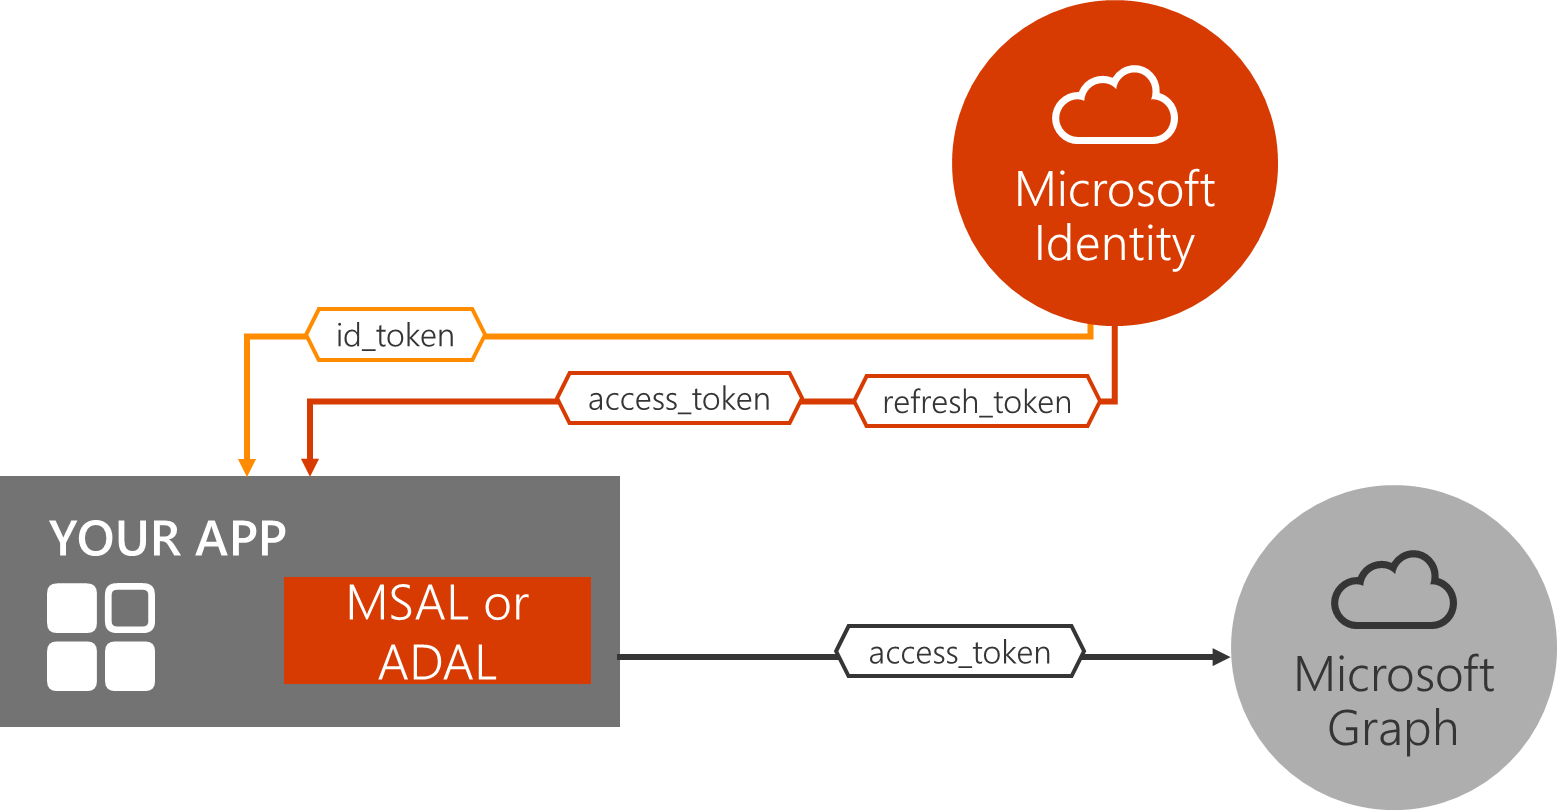 Microsoft
Identity
id_token
access_token
refresh_token
YOUR APP
MSAL or
ADAL
access_token
Microsoft
Graph